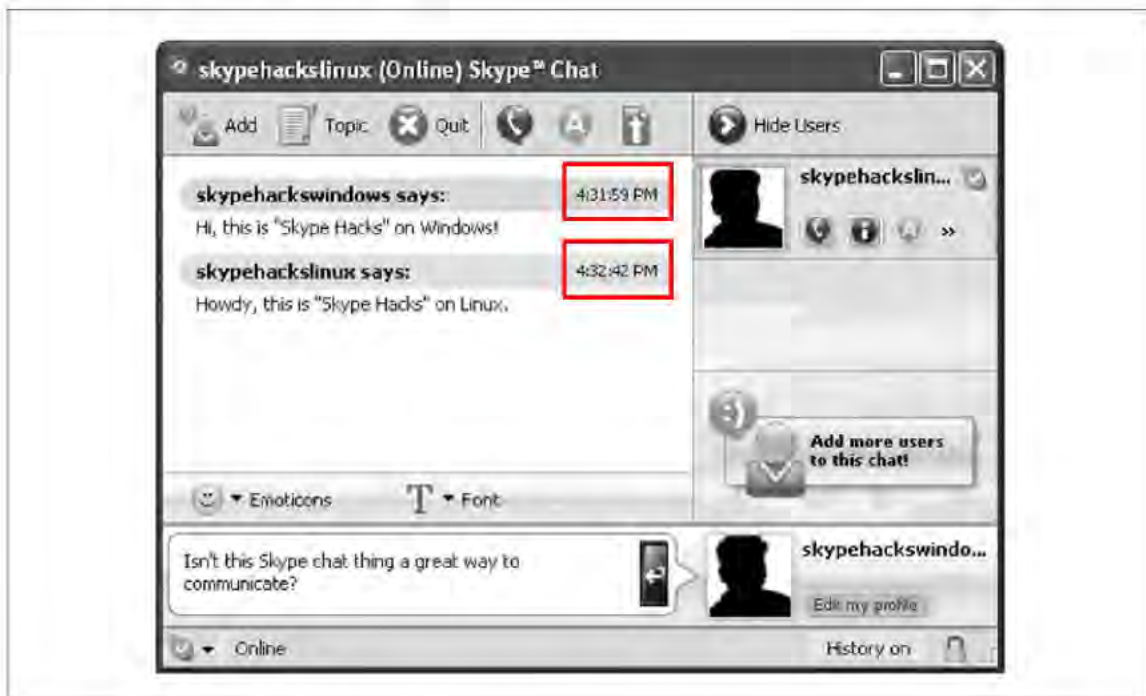 skypehackslinux (Online) Skype™ Chat
Add Topic Quit
Hide Users
skypehackswindows says: 4:31:59 PM
Hi, this is "Skype Hacks" on Windows!
skypehackslinux says: 4:32:42 PM
Howdy, this is "Skype Hacks" on Linux.
skypehackslin...
Add more users
to this chat!
Emoticons T Font
Isn't this Skype chat thing a great way to
communicate?
skypehackswindo...
Edit my profile
Online
History on